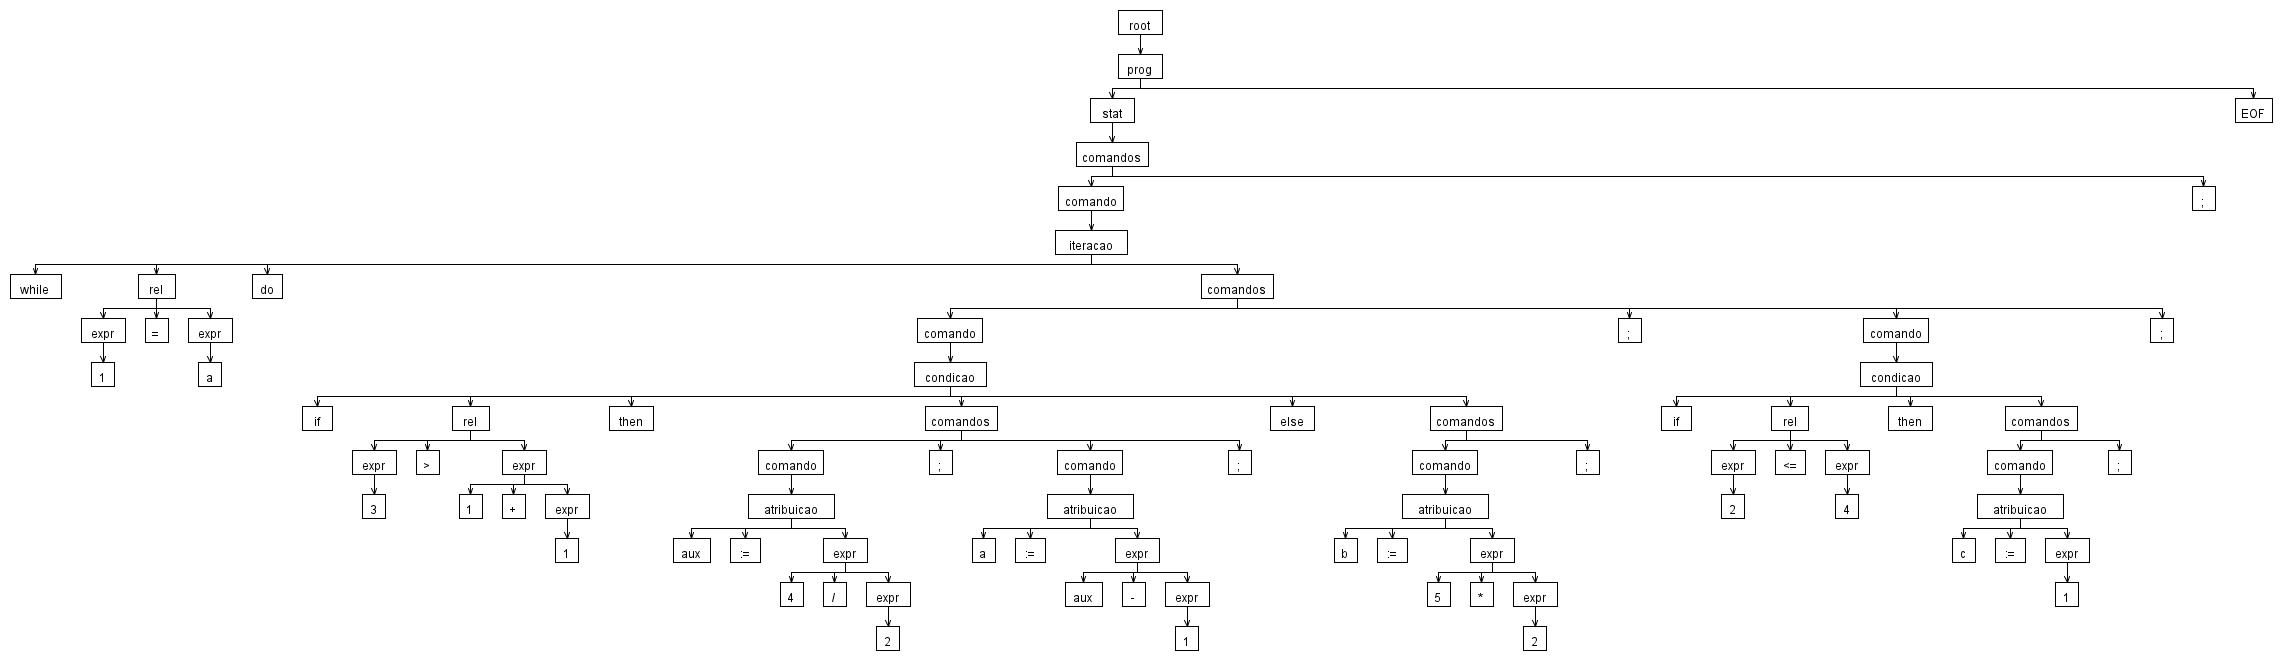 root
prog
stat EOF
comandos
comando ;
iteracao
while rel do comandos
expr = expr comando ; comando ;
1 a condicao condicao
if rel then comandos else comandos if rel then comandos
expr > expr comando ; comando ; comando ; expr <= expr comando ;
3 1 + expr atribuicao atribuicao atribuicao 2 4 atribuicao
1 aux := expr a := expr b := expr c := expr
4 / expr aux - expr 5 * expr 1
2 1 2